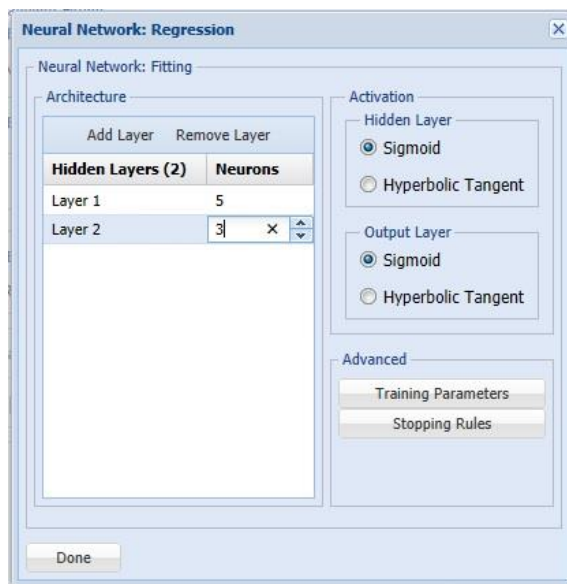 Neural Network: Regression
Neural Network: Fitting
Architecture
Add Layer Remove Layer
Hidden Layers (2) Neurons
Layer 1 5
Layer 2 3
Activation
Hidden Layer
Sigmoid
Hyperbolic Tangent
Output Layer
Sigmoid
Hyperbolic Tangent
Advanced
Training Parameters
Stopping Rules
Done